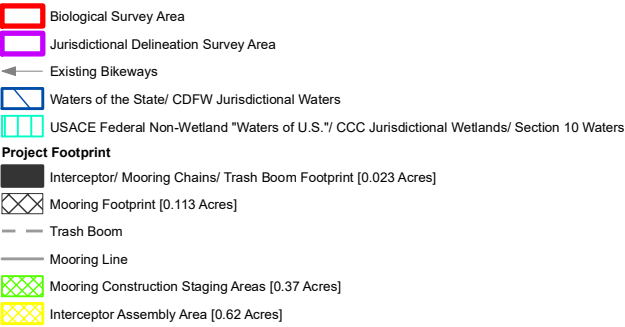 Biological Survey Area
Jurisdictional Delineation Survey Area
Existing Bikeways
Waters of the State/ CDFW Jurisdictional Waters
USACE Federal Non-Wetland "Waters of U.S."/ CCC Jurisdictional Wetlands/ Section 10 Waters
Project Footprint
Interceptor/ Mooring Chains/ Trash Boom Footprint [0.023 Acres]
Mooring Footprint [0.113 Acres]
Trash Boom
Mooring Line
Mooring Construction Staging Areas [0.37 Acres]
Interceptor Assembly Area [0.62 Acres]